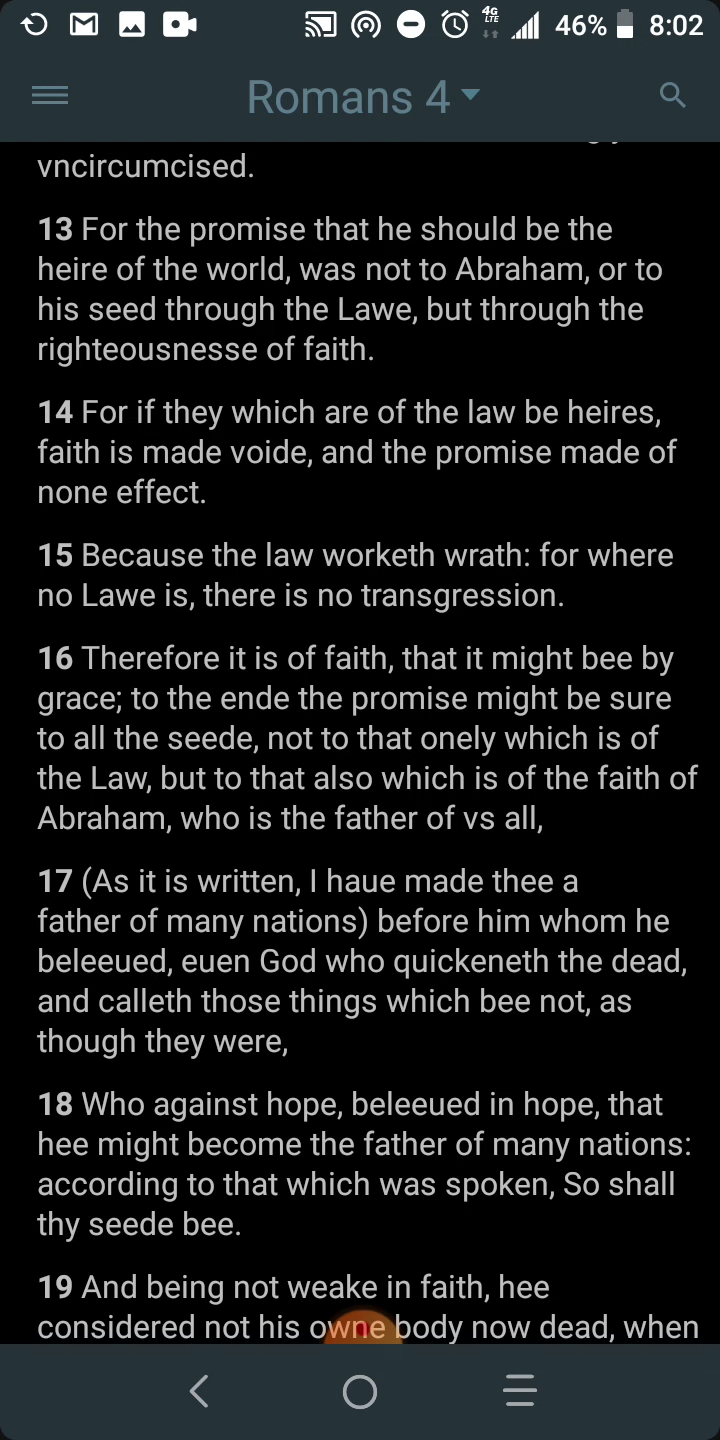 4G
LTE
46%
8:02
Romans 4
vncircumcised.
13 For the promise that he should be the
heire of the world, was not to Abraham, or to
his seed through the Lawe, but through the
righteousnesse of faith.
14 For if they which are of the law be heires,
faith is made voide, and the promise made of
none effect.
15 Because the law worketh wrath: for where
no Lawe is, there is no transgression.
16 Therefore it is of faith, that it might bee by
grace; to the ende the promise might be sure
to all the seede, not to that onely which is of
the Law, but to that also which is of the faith of
Abraham, who is the father of vs all,
17 (As it is written, I haue made thee a
father of many nations) before him whom he
beleeued, euen God who quickeneth the dead,
and calleth those things which bee not, as
though they were,
18 Who against hope, beleeued in hope, that
hee might become the father of many nations:
according to that which was spoken, So shall
thy seede bee.
19 And being not weake in faith, hee
considered not his owne body now dead, when